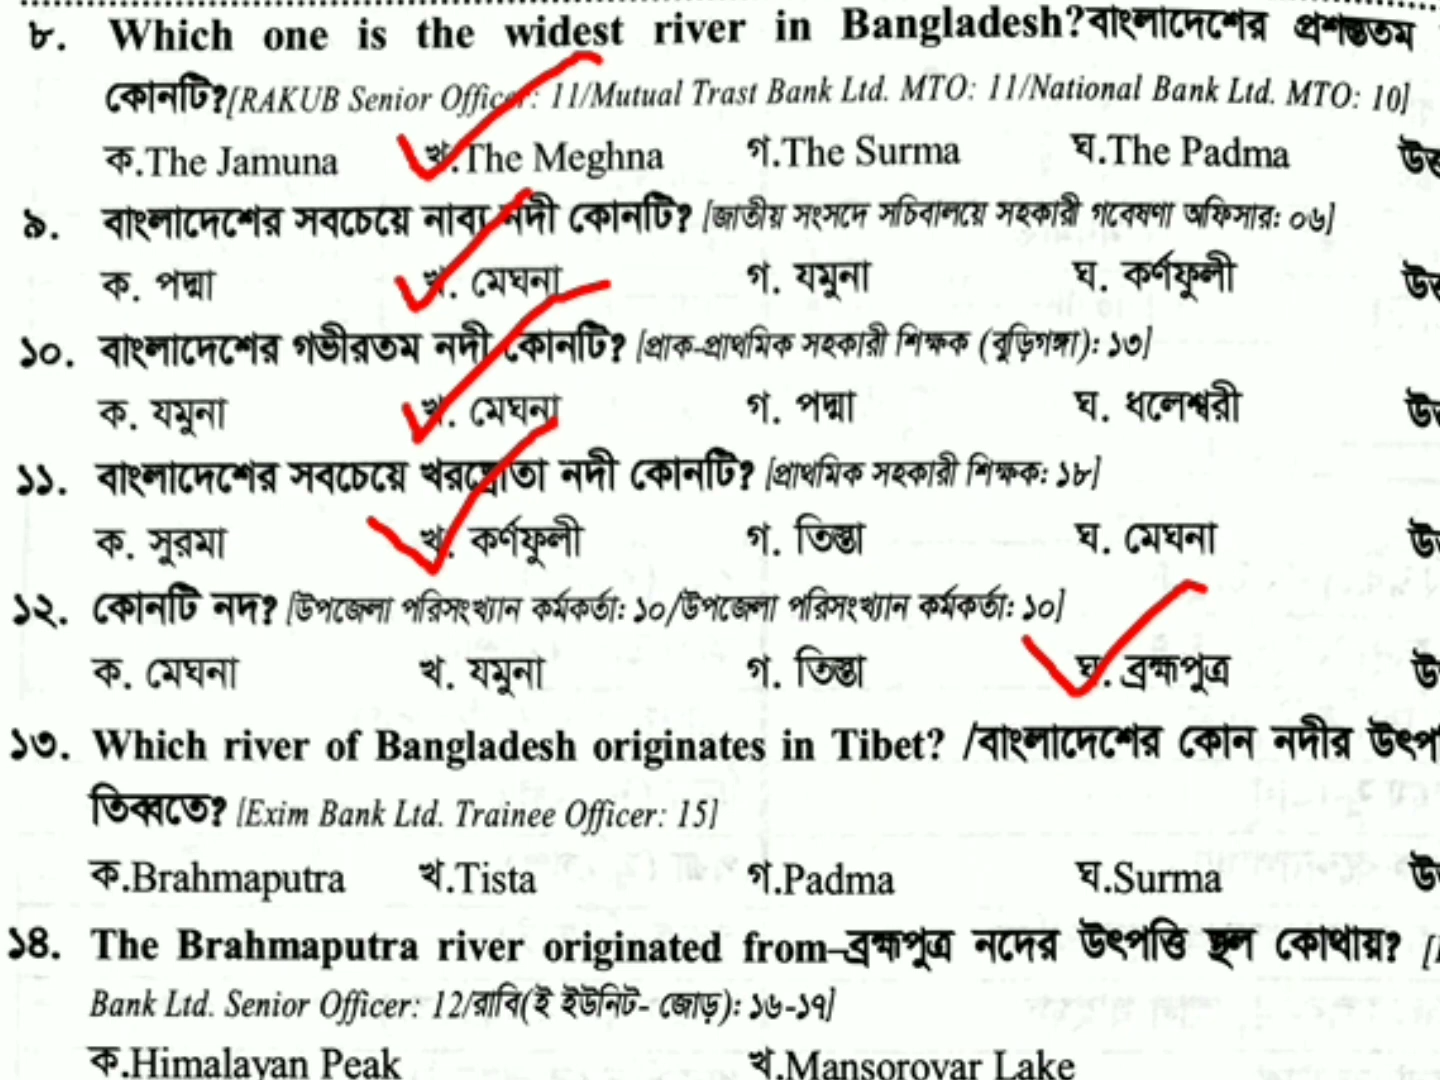 ৮. Which one is the widest river in Bangladesh?বাংলাদেশের প্রশস্ততম
কোনটি?[RAKUB Senior Officer: 11/Mutual Trast Bank Ltd. MTO: 11/National Bank Ltd. MTO: 10]
ক.The Jamuna খ.The Meghna গ.The Surma ঘ.The Padma উত্ত
৯. বাংলাদেশের সবচেয়ে নাব্য নদী কোনটি? [জাতীয় সংসদে সচিবালয়ে সহকারী গবেষণা অফিসার: ০৬]
ক. পদ্মা খ. মেঘনা গ. যমুনা ঘ. কর্ণফুলী উত্ত
১০. বাংলাদেশের গভীরতম নদী কোনটি? [প্রাক-প্রাথমিক সহকারী শিক্ষক (বুড়িগঙ্গা): ১৩]
ক. যমুনা খ. মেঘনা গ. পদ্মা ঘ. ধলেশ্বরী উত্ত
১১. বাংলাদেশের সবচেয়ে খরস্রোতা নদী কোনটি? [প্রাথমিক সহকারী শিক্ষক: ১৮]
ক. সুরমা খ. কর্ণফুলী গ. তিস্তা ঘ. মেঘনা উত্ত
১২. কোনটি নদ? [উপজেলা পরিসংখ্যান কর্মকর্তা: ১০/উপজেলা পরিসংখ্যান কর্মকর্তা: ১০]
ক. মেঘনা খ. যমুনা গ. তিস্তা ঘ. ব্রহ্মপুত্র উ
১৩. Which river of Bangladesh originates in Tibet? /বাংলাদেশের কোন নদীর উৎপ
তিব্বতে? [Exim Bank Ltd. Trainee Officer: 15]
ক.Brahmaputra খ.Tista গ.Padma ঘ.Surma উত্ত
১৪. The Brahmaputra river originated from–ব্রহ্মপুত্র নদের উৎপত্তি স্থল কোথায়?
Bank Ltd. Senior Officer: 12/রাবি(ই ইউনিট- জোড়): ১৬-১৭]
ক.Himalayan Peak খ.Mansorovar Lake